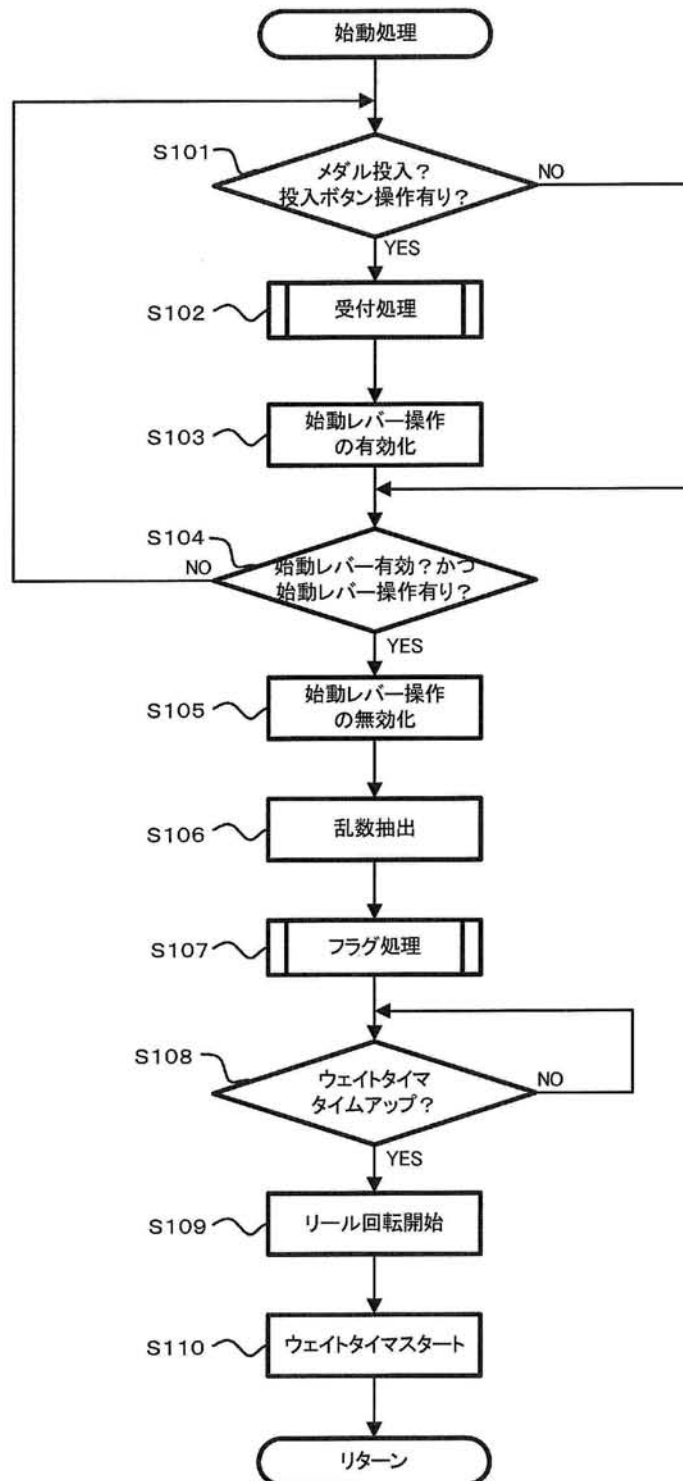 始動処理
S101
メダル投入?
投入ボタン操作有り?
NO
YES
S102
受付処理
S103
始動レバー操作
の有効化
S104
NO
始動レバー有効?かつ
始動レバー操作有り?
YES
S105
始動レバー操作
の無効化
S106
乱数抽出
S107
フラグ処理
S108
ウェイトタイマ
タイムアップ?
NO
YES
S109
リール回転開始
S110
ウェイトタイマスタート
リターン